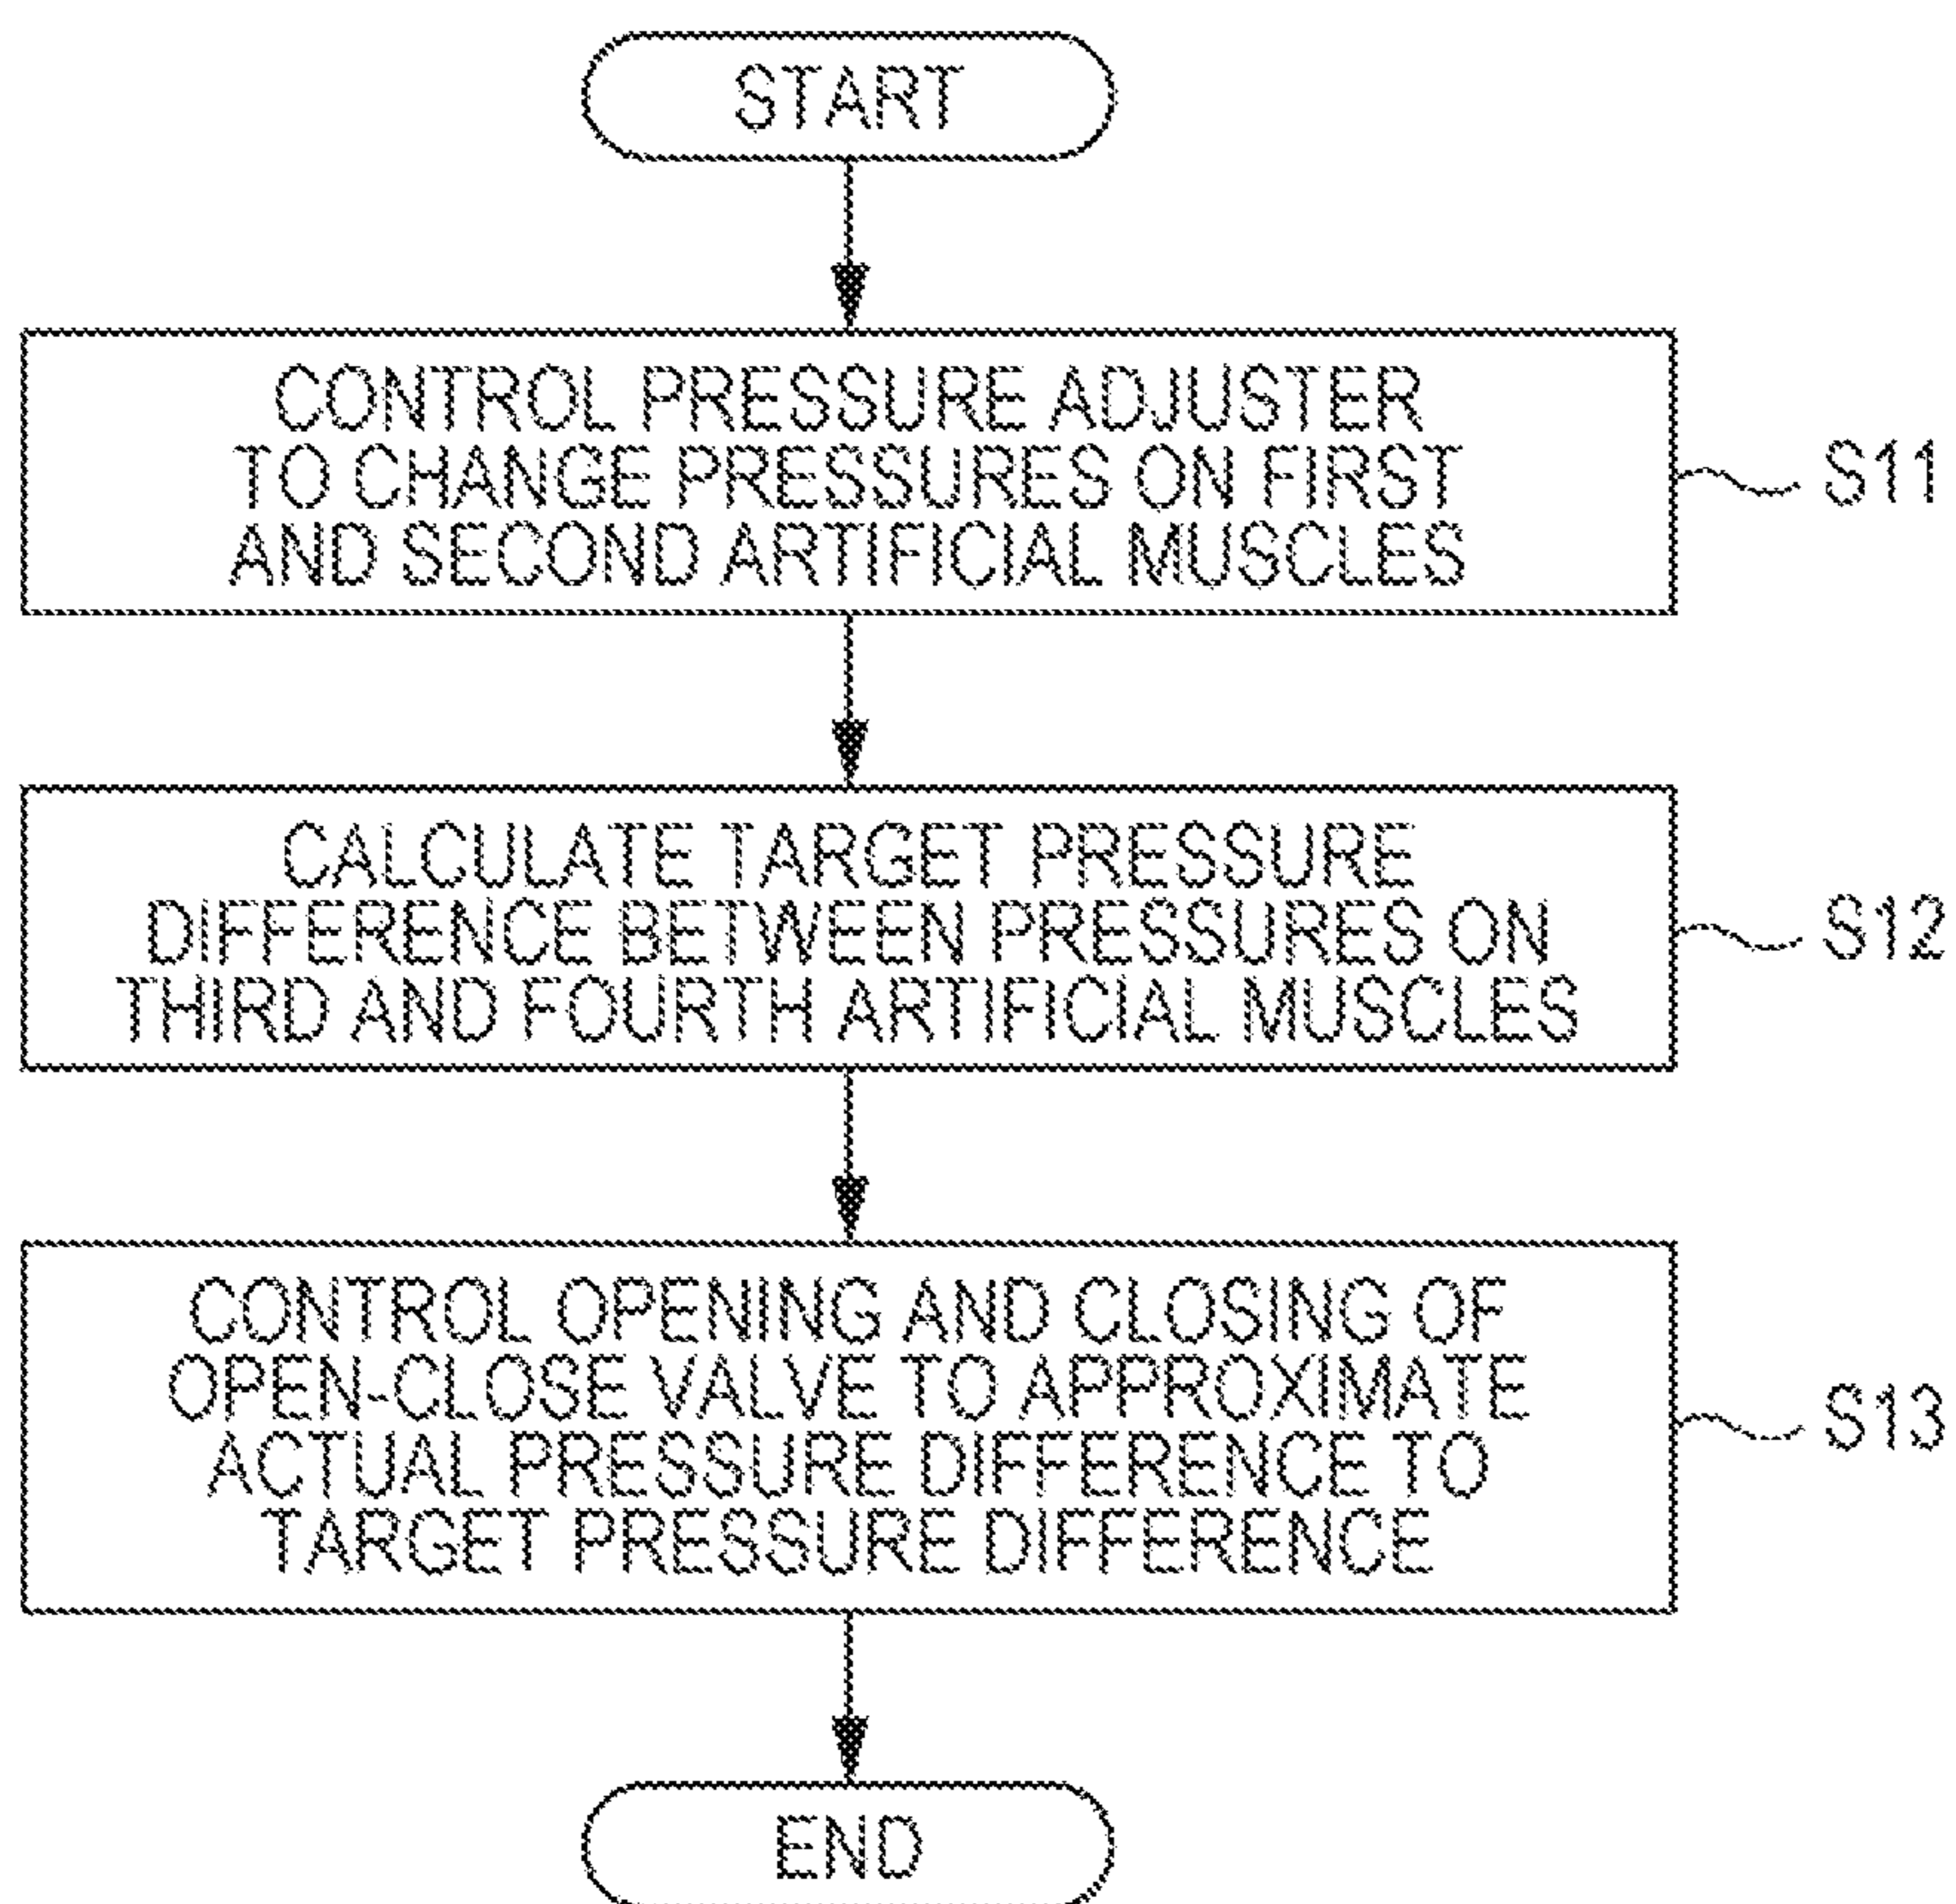 START
CONTROL PRESSURE ADJUSTER
TO CHANGE PRESSURES ON FIRST
AND SECOND ARTIFICIAL MUSCLES
S11
CALCULATE TARGET PRESSURE
DIFFERENCE BETWEEN PRESSURES ON
THIRD AND FOURTH ARTIFICIAL MUSCLES
S12
CONTROL OPENING AND CLOSING OF
OPEN-CLOSE VALVE TO APPROXIMATE
ACTUAL PRESSURE DIFFERENCE TO
TARGET PRESSURE DIFFERENCE
S13
END